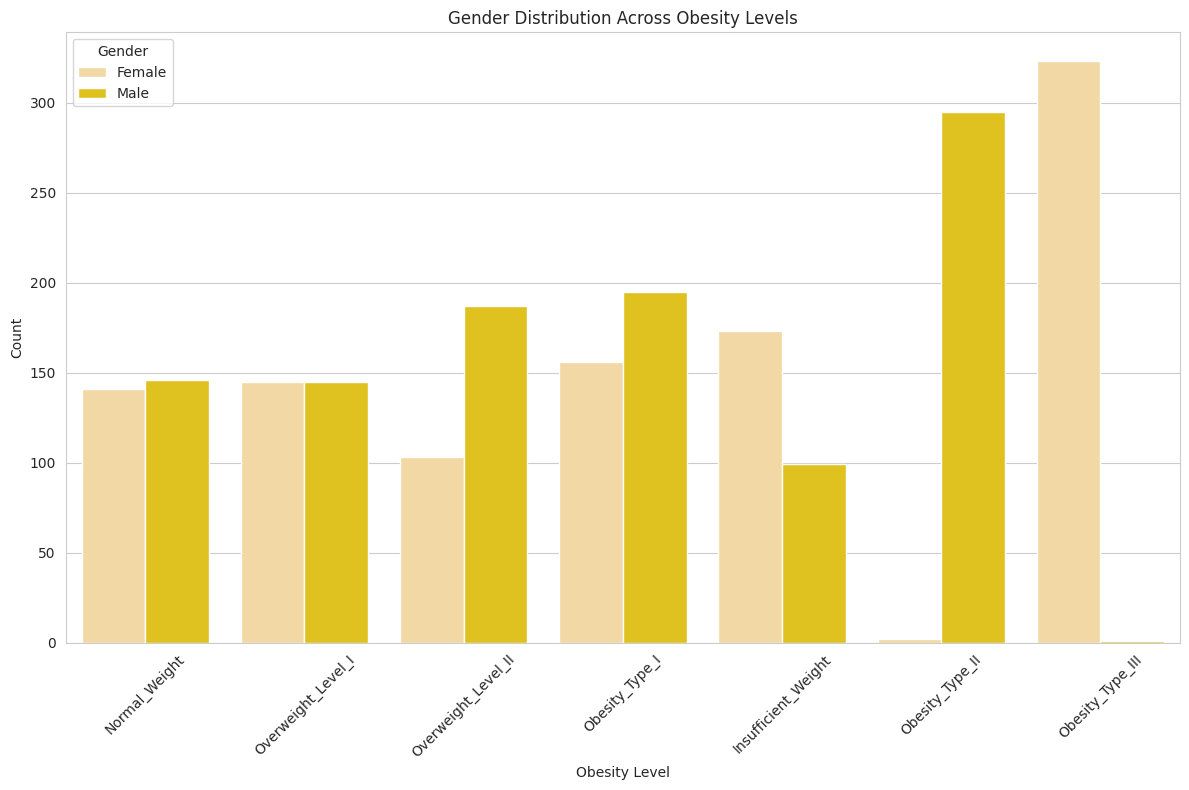 Gender Distribution Across Obesity Levels
Gender
Female
Male
300
250
200
150
100
50
0
Count
Normal_Weight
Overweight_Level_I
Overweight_Level_II
Obesity_Type_I
Insufficient_Weight
Obesity_Type_II
Obesity_Type_III
Obesity Level